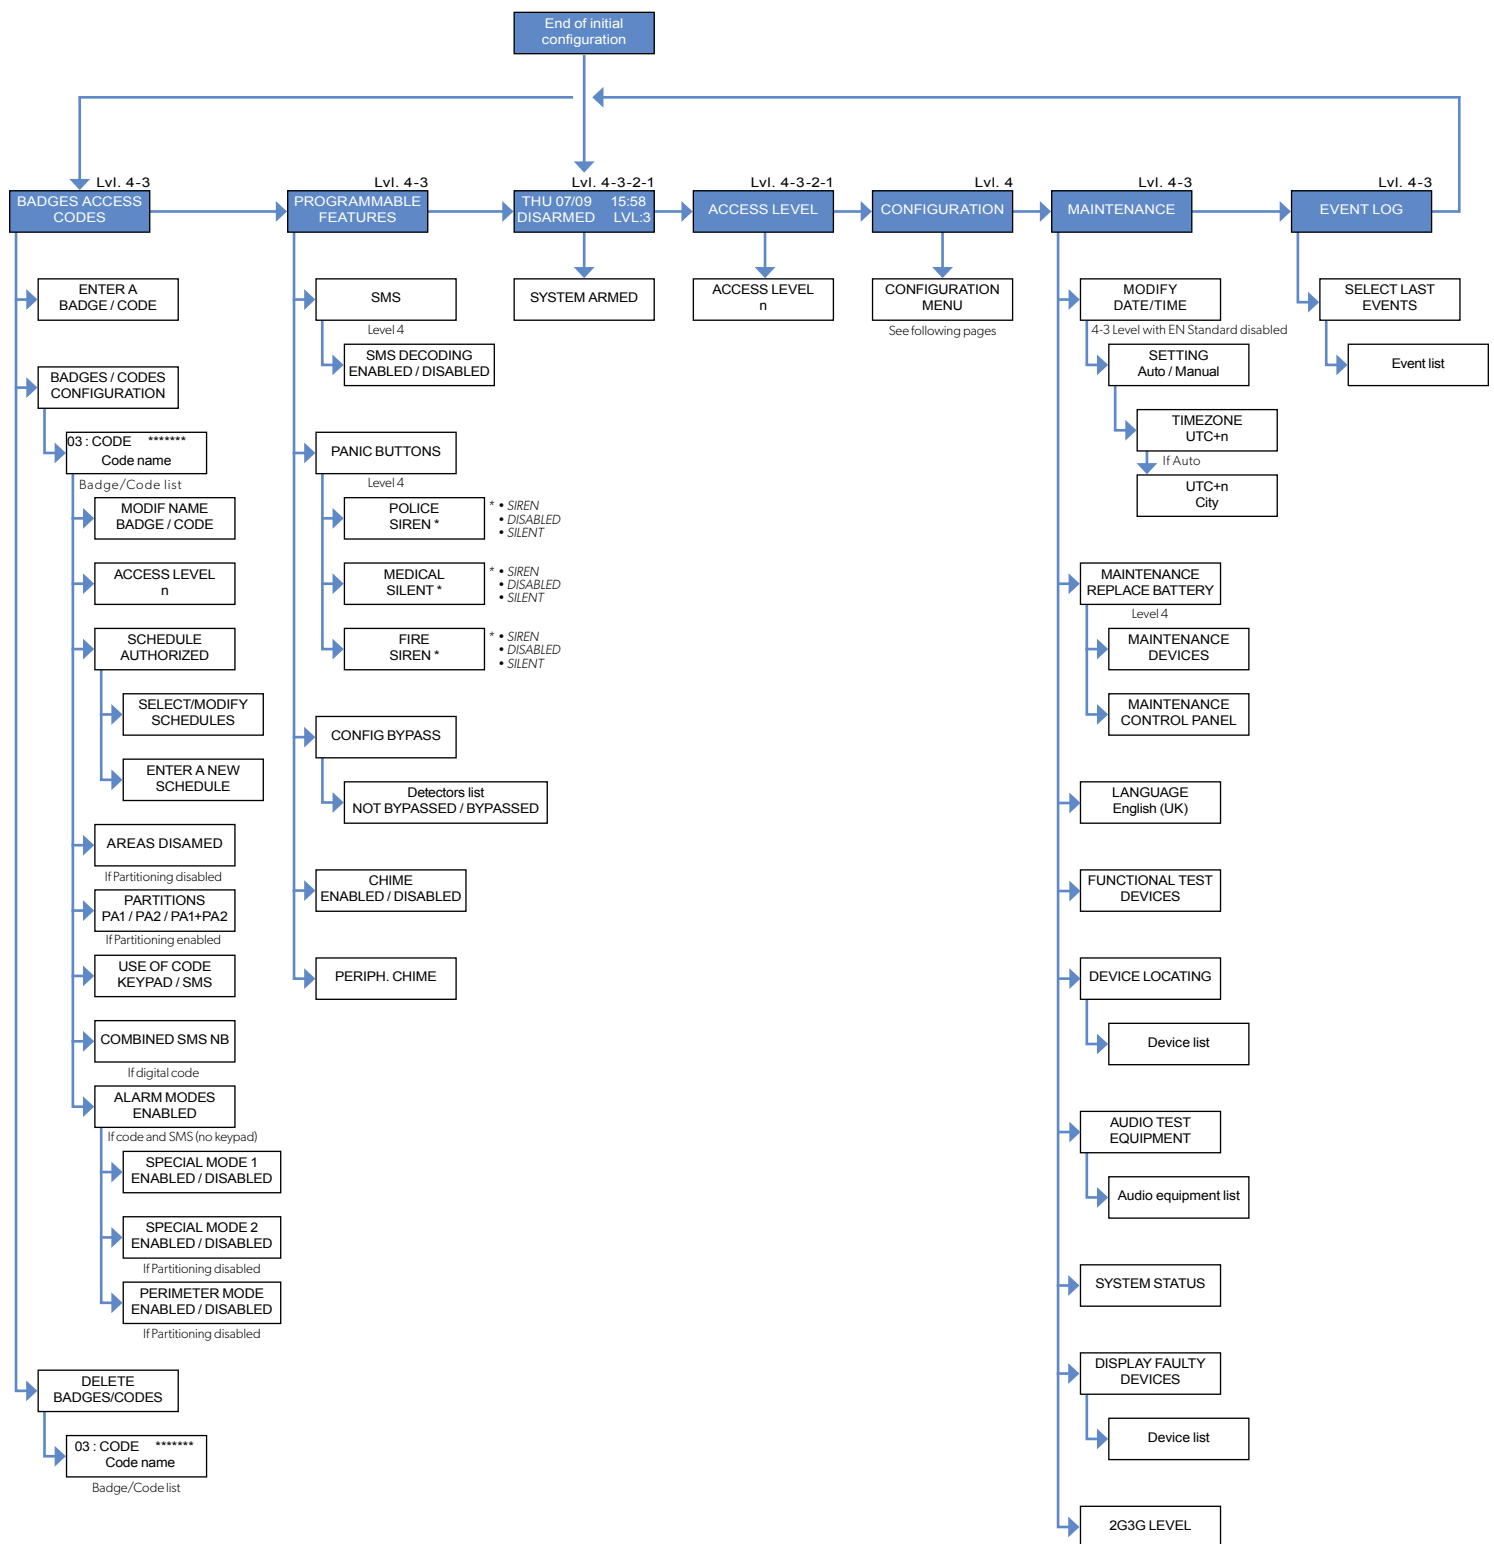 End of initial
configuration
Lvl. 4-3
BADGES ACCESS
CODES
ENTER A
BADGE / CODE
BADGES / CODES
CONFIGURATION
03 : CODE *******
Code name
Badge/Code list
MODIF NAME
BADGE / CODE
ACCESS LEVEL
n
SCHEDULE
AUTHORIZED
SELECT/MODIFY
SCHEDULES
ENTER A NEW
SCHEDULE
AREAS DISAMED
If Partitioning disabled
PARTITIONS
PA1 / PA2 / PA1+PA2
If Partitioning enabled
USE OF CODE
KEYPAD / SMS
COMBINED SMS NB
If digital code
ALARM MODES
ENABLED
If code and SMS (no keypad)
SPECIAL MODE 1
ENABLED / DISABLED
SPECIAL MODE 2
ENABLED / DISABLED
If Partitioning disabled
PERIMETER MODE
ENABLED / DISABLED
If Partitioning disabled
DELETE
BADGES/CODES
03 : CODE *******
Code name
Badge/Code list
Lvl. 4-3
PROGRAMMABLE
FEATURES
SMS
Level 4
SMS DECODING
ENABLED / DISABLED
PANIC BUTTONS
Level 4
POLICE
SIREN *
* • SIREN
• DISABLED
• SILENT
MEDICAL
SILENT *
* • SIREN
• DISABLED
• SILENT
FIRE
SIREN *
* • SIREN
• DISABLED
• SILENT
CONFIG BYPASS
Detectors list
NOT BYPASSED / BYPASSED
CHIME
ENABLED / DISABLED
PERIPH. CHIME
Lvl. 4-3-2-1
THU 07/09 15:58
DISARMED LVL:3
SYSTEM ARMED
Lvl. 4-3-2-1
ACCESS LEVEL
ACCESS LEVEL
n
Lvl. 4
CONFIGURATION
CONFIGURATION
MENU
See following pages
Lvl. 4-3
MAINTENANCE
MODIFY
DATE/TIME
4-3 Level with EN Standard disabled
SETTING
Auto / Manual
TIMEZONE
UTC+n
If Auto
UTC+n
City
MAINTENANCE
REPLACE BATTERY
Level 4
MAINTENANCE
DEVICES
MAINTENANCE
CONTROL PANEL
LANGUAGE
English (UK)
FUNCTIONAL TEST
DEVICES
DEVICE LOCATING
Device list
AUDIO TEST
EQUIPMENT
Audio equipment list
SYSTEM STATUS
DISPLAY FAULTY
DEVICES
Device list
2G3G LEVEL
Lvl. 4-3
EVENT LOG
SELECT LAST
EVENTS
Event list